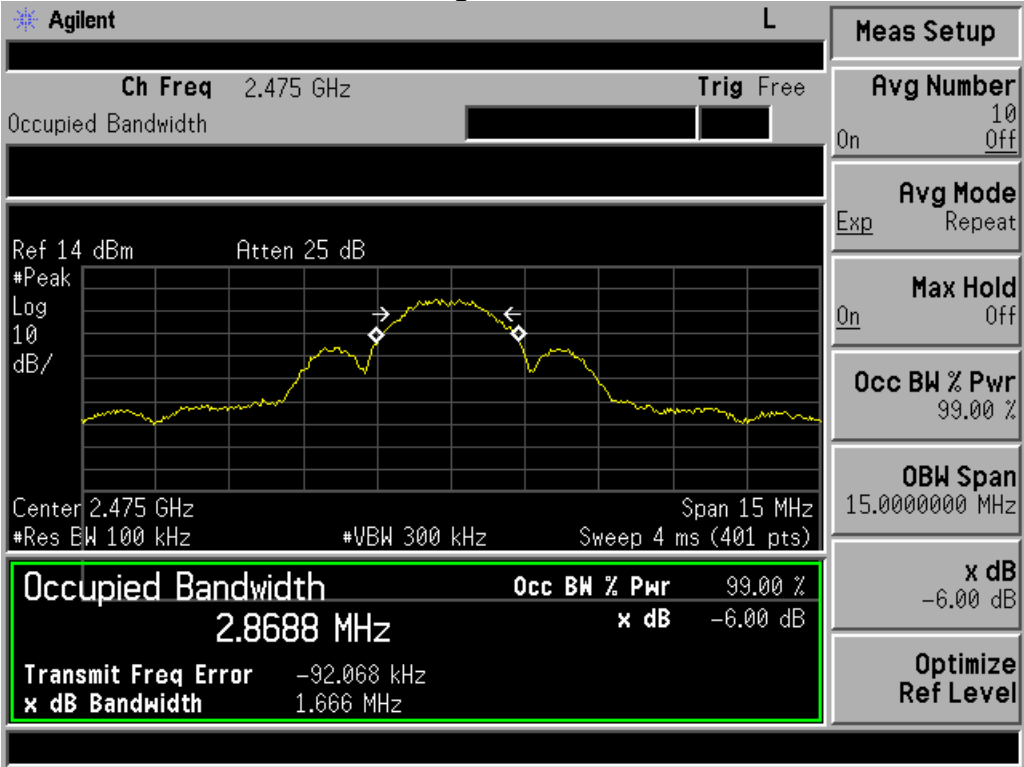 Agilent L
Ch Freq 2.475 GHz Trig Free
Occupied Bandwidth
Ref 14 dBm Atten 25 dB
#Peak
Log
10
dB/
Center 2.475 GHz Span 15 MHz
#Res BW 100 kHz #VBW 300 kHz Sweep 4 ms (401 pts)
Occupied Bandwidth Occ BW % Pwr 99.00 %
2.8688 MHz x dB -6.00 dB
Transmit Freq Error -92.068 kHz
x dB Bandwidth 1.666 MHz
Meas Setup
Avg Number
10
On Off
Avg Mode
Exp Repeat
Max Hold
On Off
Occ BW % Pwr
99.00 %
OBW Span
15.0000000 MHz
x dB
-6.00 dB
Optimize
Ref Level